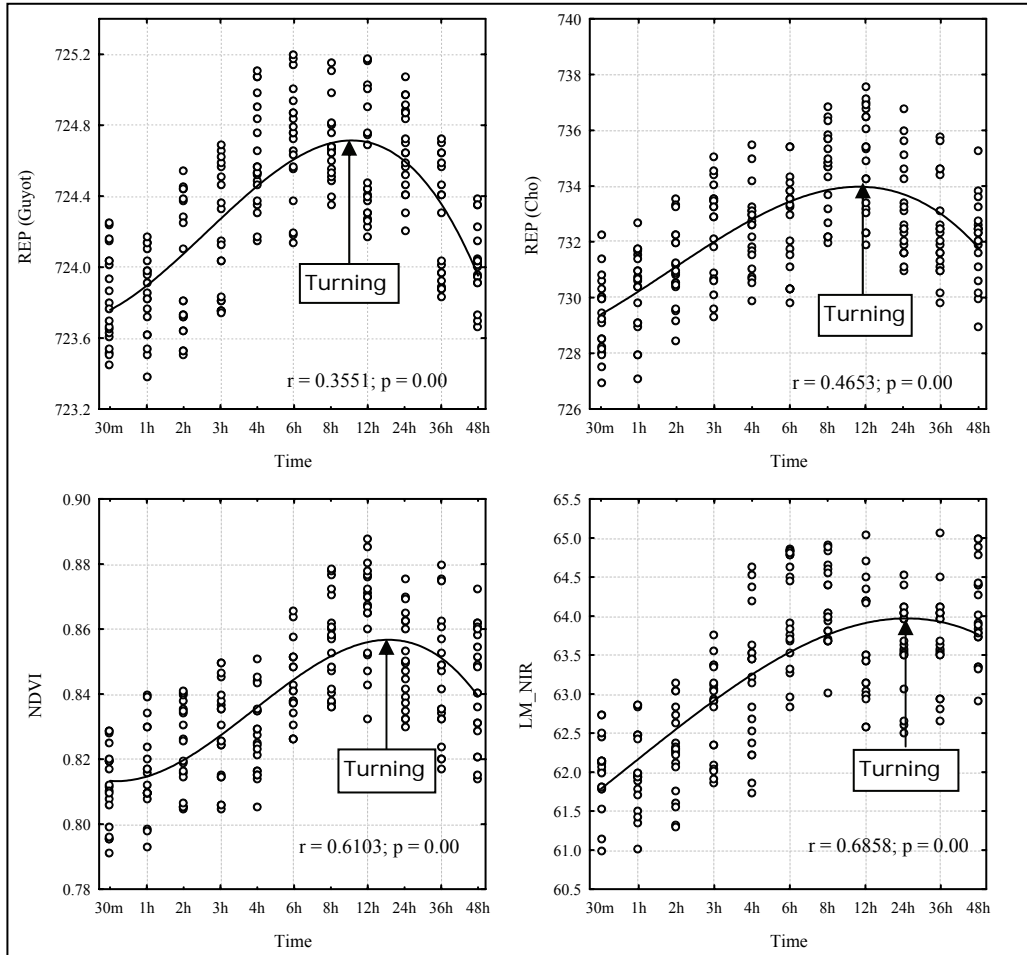 725.2
724.8
724.4
724.0
723.6
723.2
REP (Guyot)
Turning
r = 0.3551; p = 0.00
30m 1h 2h 3h 4h 6h 8h 12h 24h 36h 48h
Time
740
738
736
734
732
730
728
726
REP (Cho)
Turning
r = 0.4653; p = 0.00
30m 1h 2h 3h 4h 6h 8h 12h 24h 36h 48h
Time
0.90
0.88
0.86
0.84
0.82
0.80
0.78
NDVI
Turning
r = 0.6103; p = 0.00
30m 1h 2h 3h 4h 6h 8h 12h 24h 36h 48h
Time
65.5
65.0
64.5
64.0
63.5
63.0
62.5
62.0
61.5
61.0
60.5
LM_NIR
Turning
r = 0.6858; p = 0.00
30m 1h 2h 3h 4h 6h 8h 12h 24h 36h 48h
Time